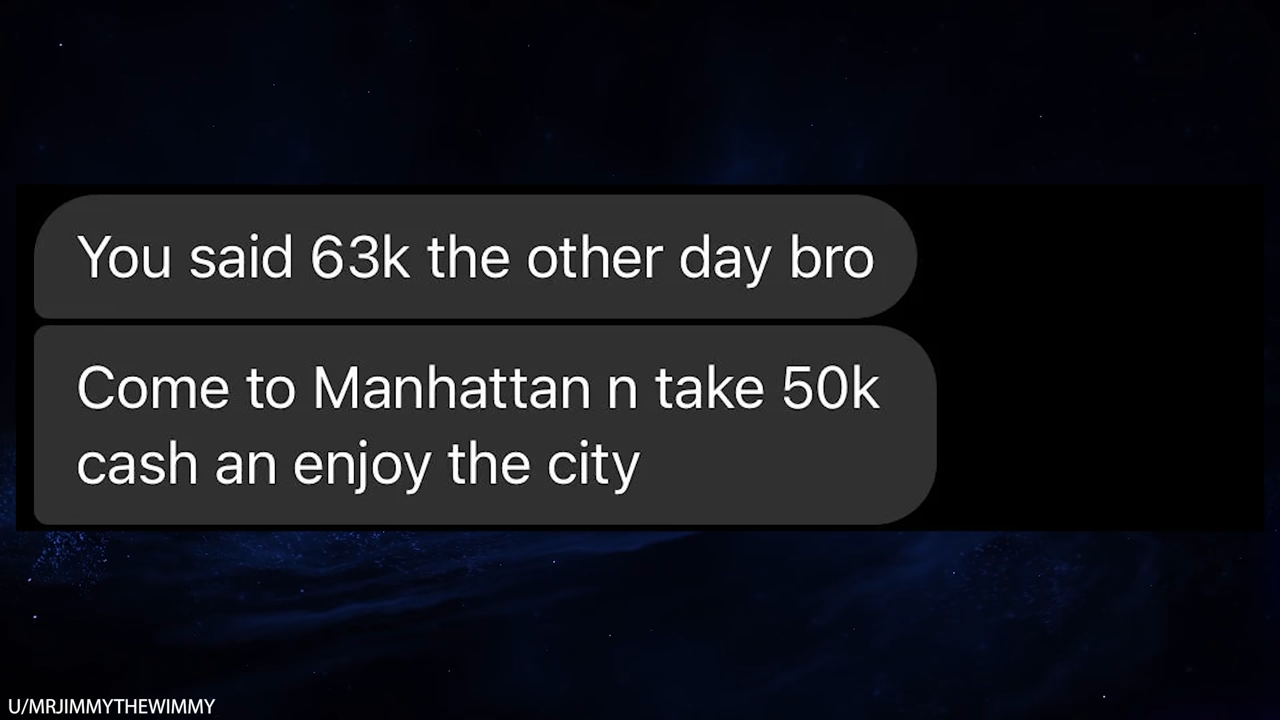 You said 63k the other day bro
Come to Manhattan n take 50k
cash an enjoy the city
U/MRJIMMYTHEWIMMY